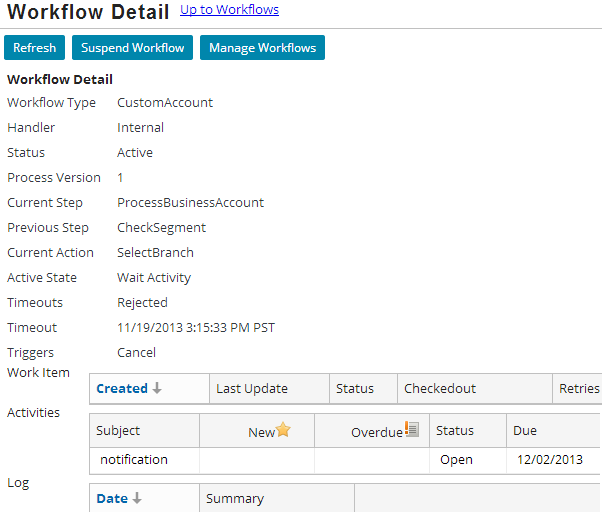 Workflow Detail Up to Workflows
Refresh Suspend Workflow Manage Workflows
Workflow Detail
Workflow Type CustomAccount
Handler Internal
Status Active
Process Version 1
Current Step ProcessBusinessAccount
Previous Step CheckSegment
Current Action SelectBranch
Active State Wait Activity
Timeouts Rejected
Timeout 11/19/2013 3:15:33 PM PST
Triggers Cancel
Work Item
Created Last Update Status Checkedout Retries
Activities
Subject New Overdue Status Due
notification Open 12/02/2013
Log
Date Summary